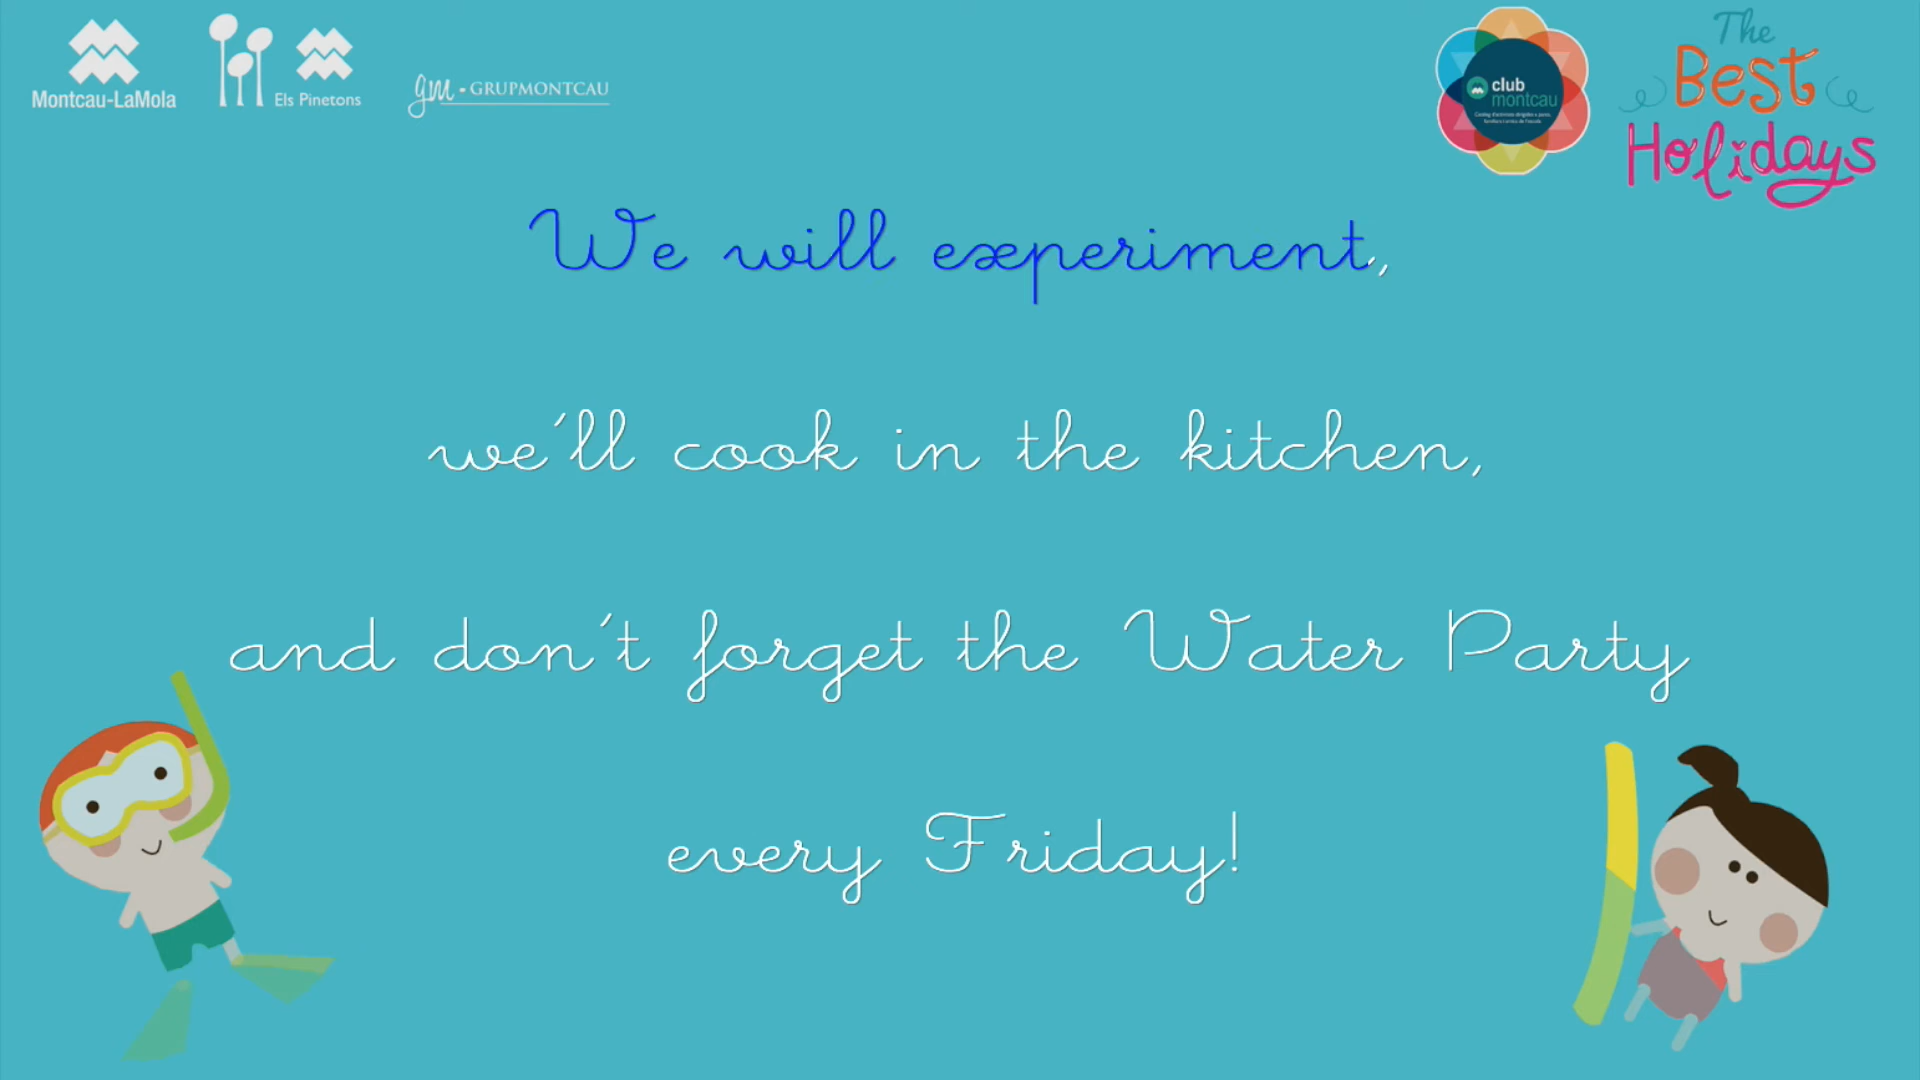 Montcau-LaMola
Els Pinetons
gm • GRUPMONTCAU
club
montcau
The
Best
Holidays
We will experiment,
we'll cook in the kitchen,
and don't forget the Water Party
every Friday!